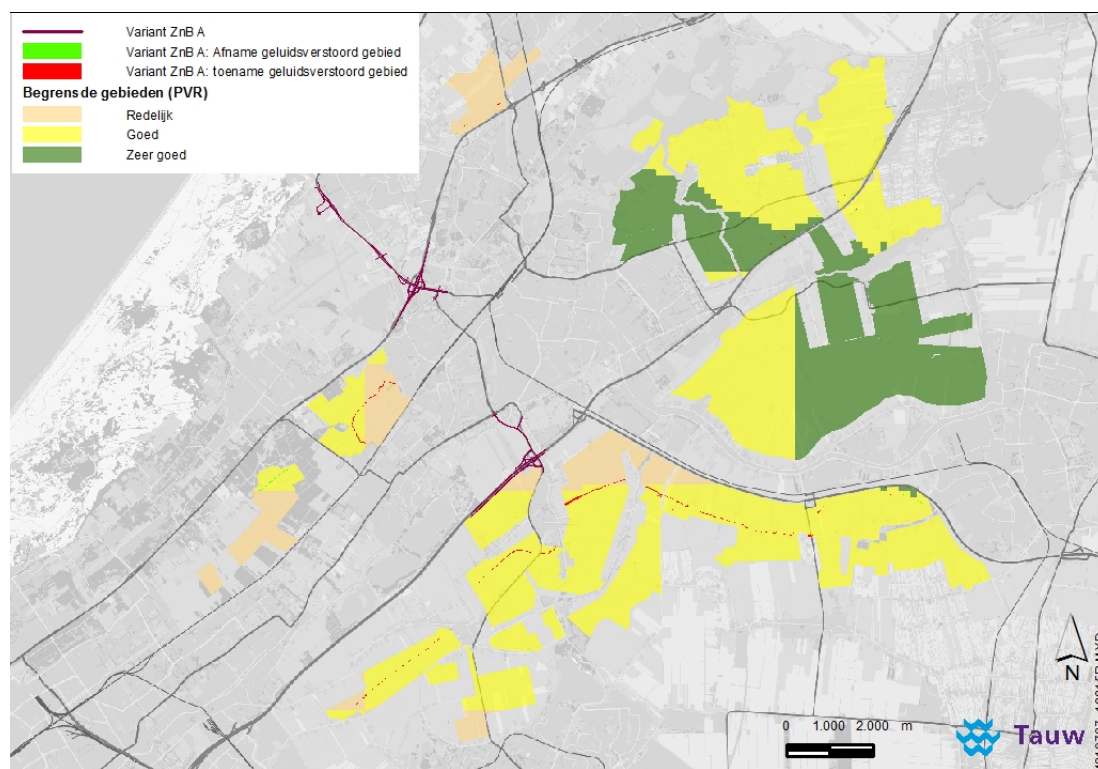 Variant ZnB A
Variant ZnB A: Afname geluidsverstoord gebied
Variant ZnB A: toename geluidsverstoord gebied
Begrensde gebieden (PVR)
Redelijk
Goed
Zeer goed
N
0 1.000 2.000 m
Tauw